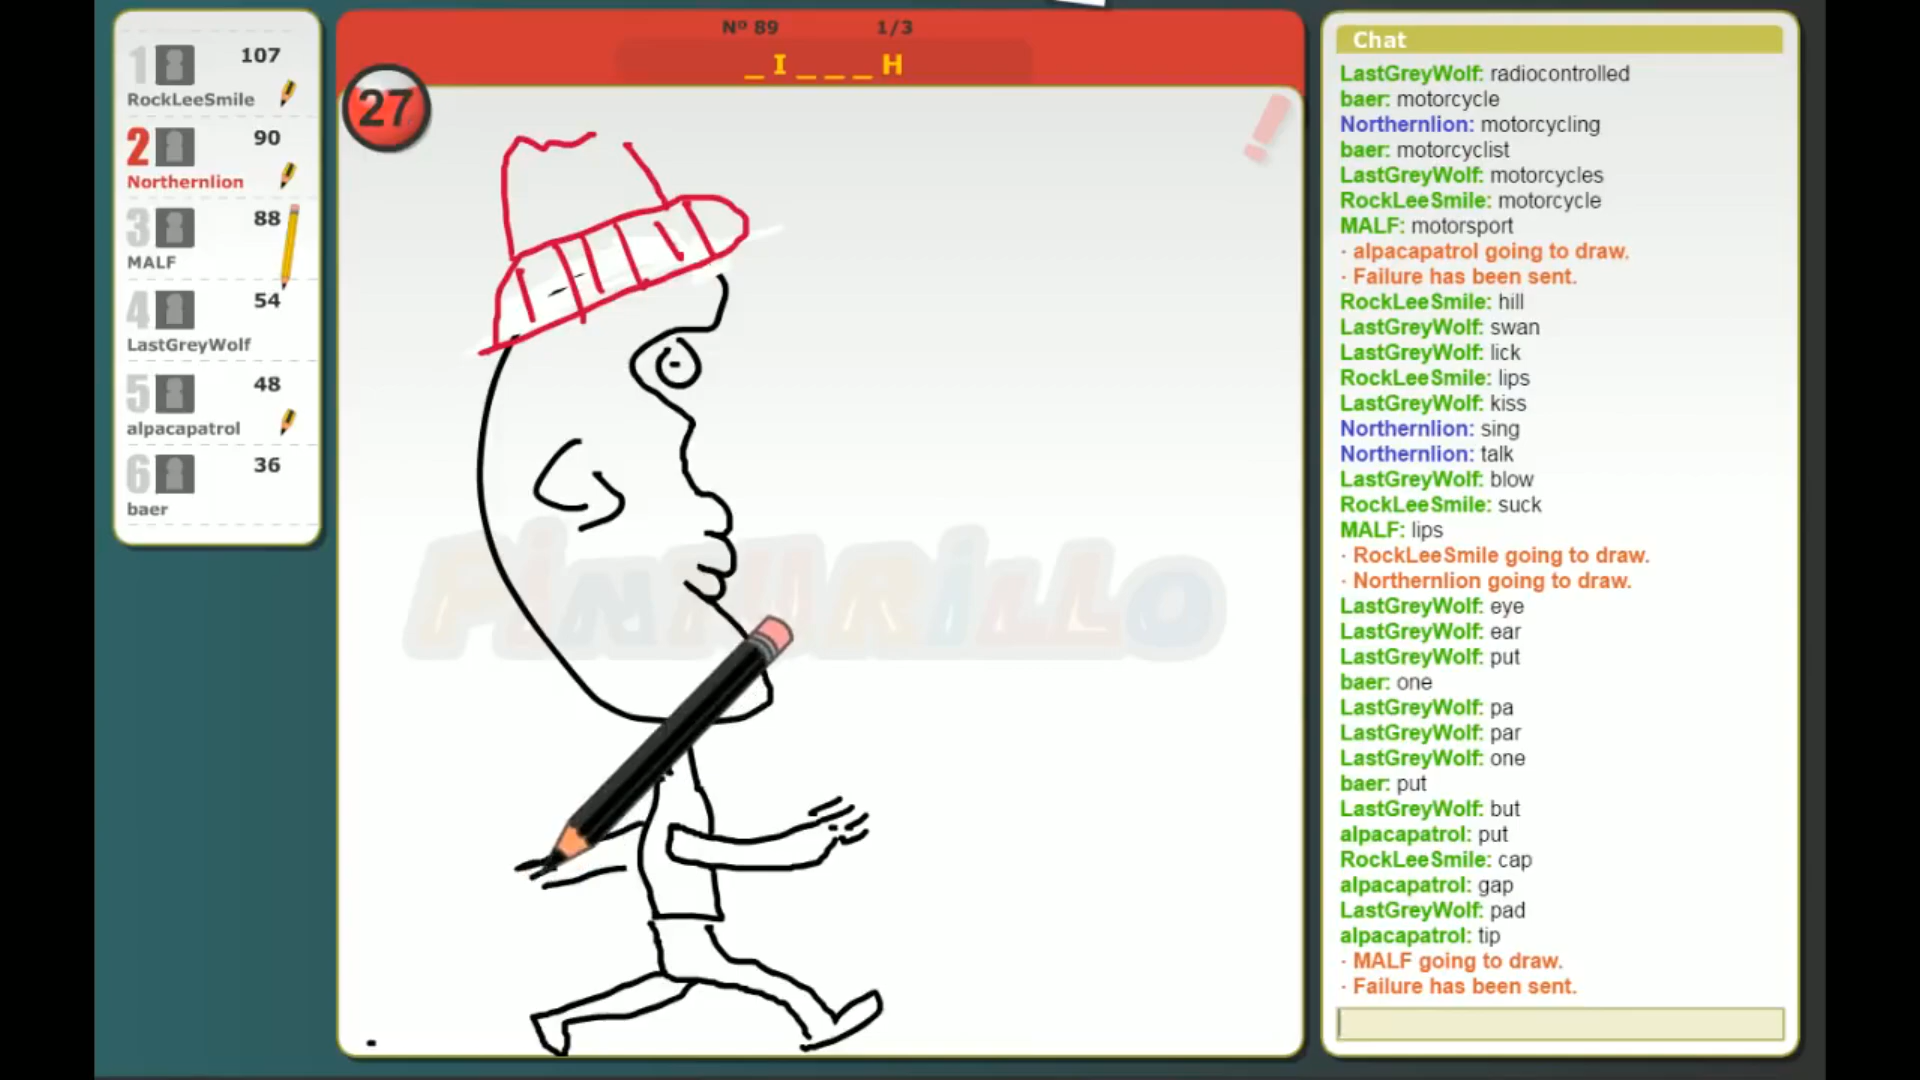 1 107
RockLeeSmile
2 90
Northernlion
3 88
MALF
4 54
LastGreyWolf
5 48
alpacapatrol
6 36
baer
Nº 89 1/3
_ I _ _ _ H
27
!
PiNTURiLLO
Chat
LastGreyWolf: radiocontrolled
baer: motorcycle
Northernlion: motorcycling
baer: motorcyclist
LastGreyWolf: motorcycles
RockLeeSmile: motorcycle
MALF: motorsport
· alpacapatrol going to draw.
· Failure has been sent.
RockLeeSmile: hill
LastGreyWolf: swan
LastGreyWolf: lick
RockLeeSmile: lips
LastGreyWolf: kiss
Northernlion: sing
Northernlion: talk
LastGreyWolf: blow
RockLeeSmile: suck
MALF: lips
· RockLeeSmile going to draw.
· Northernlion going to draw.
LastGreyWolf: eye
LastGreyWolf: ear
LastGreyWolf: put
baer: one
LastGreyWolf: pa
LastGreyWolf: par
LastGreyWolf: one
baer: put
LastGreyWolf: but
alpacapatrol: put
RockLeeSmile: cap
alpacapatrol: gap
LastGreyWolf: pad
alpacapatrol: tip
· MALF going to draw.
· Failure has been sent.